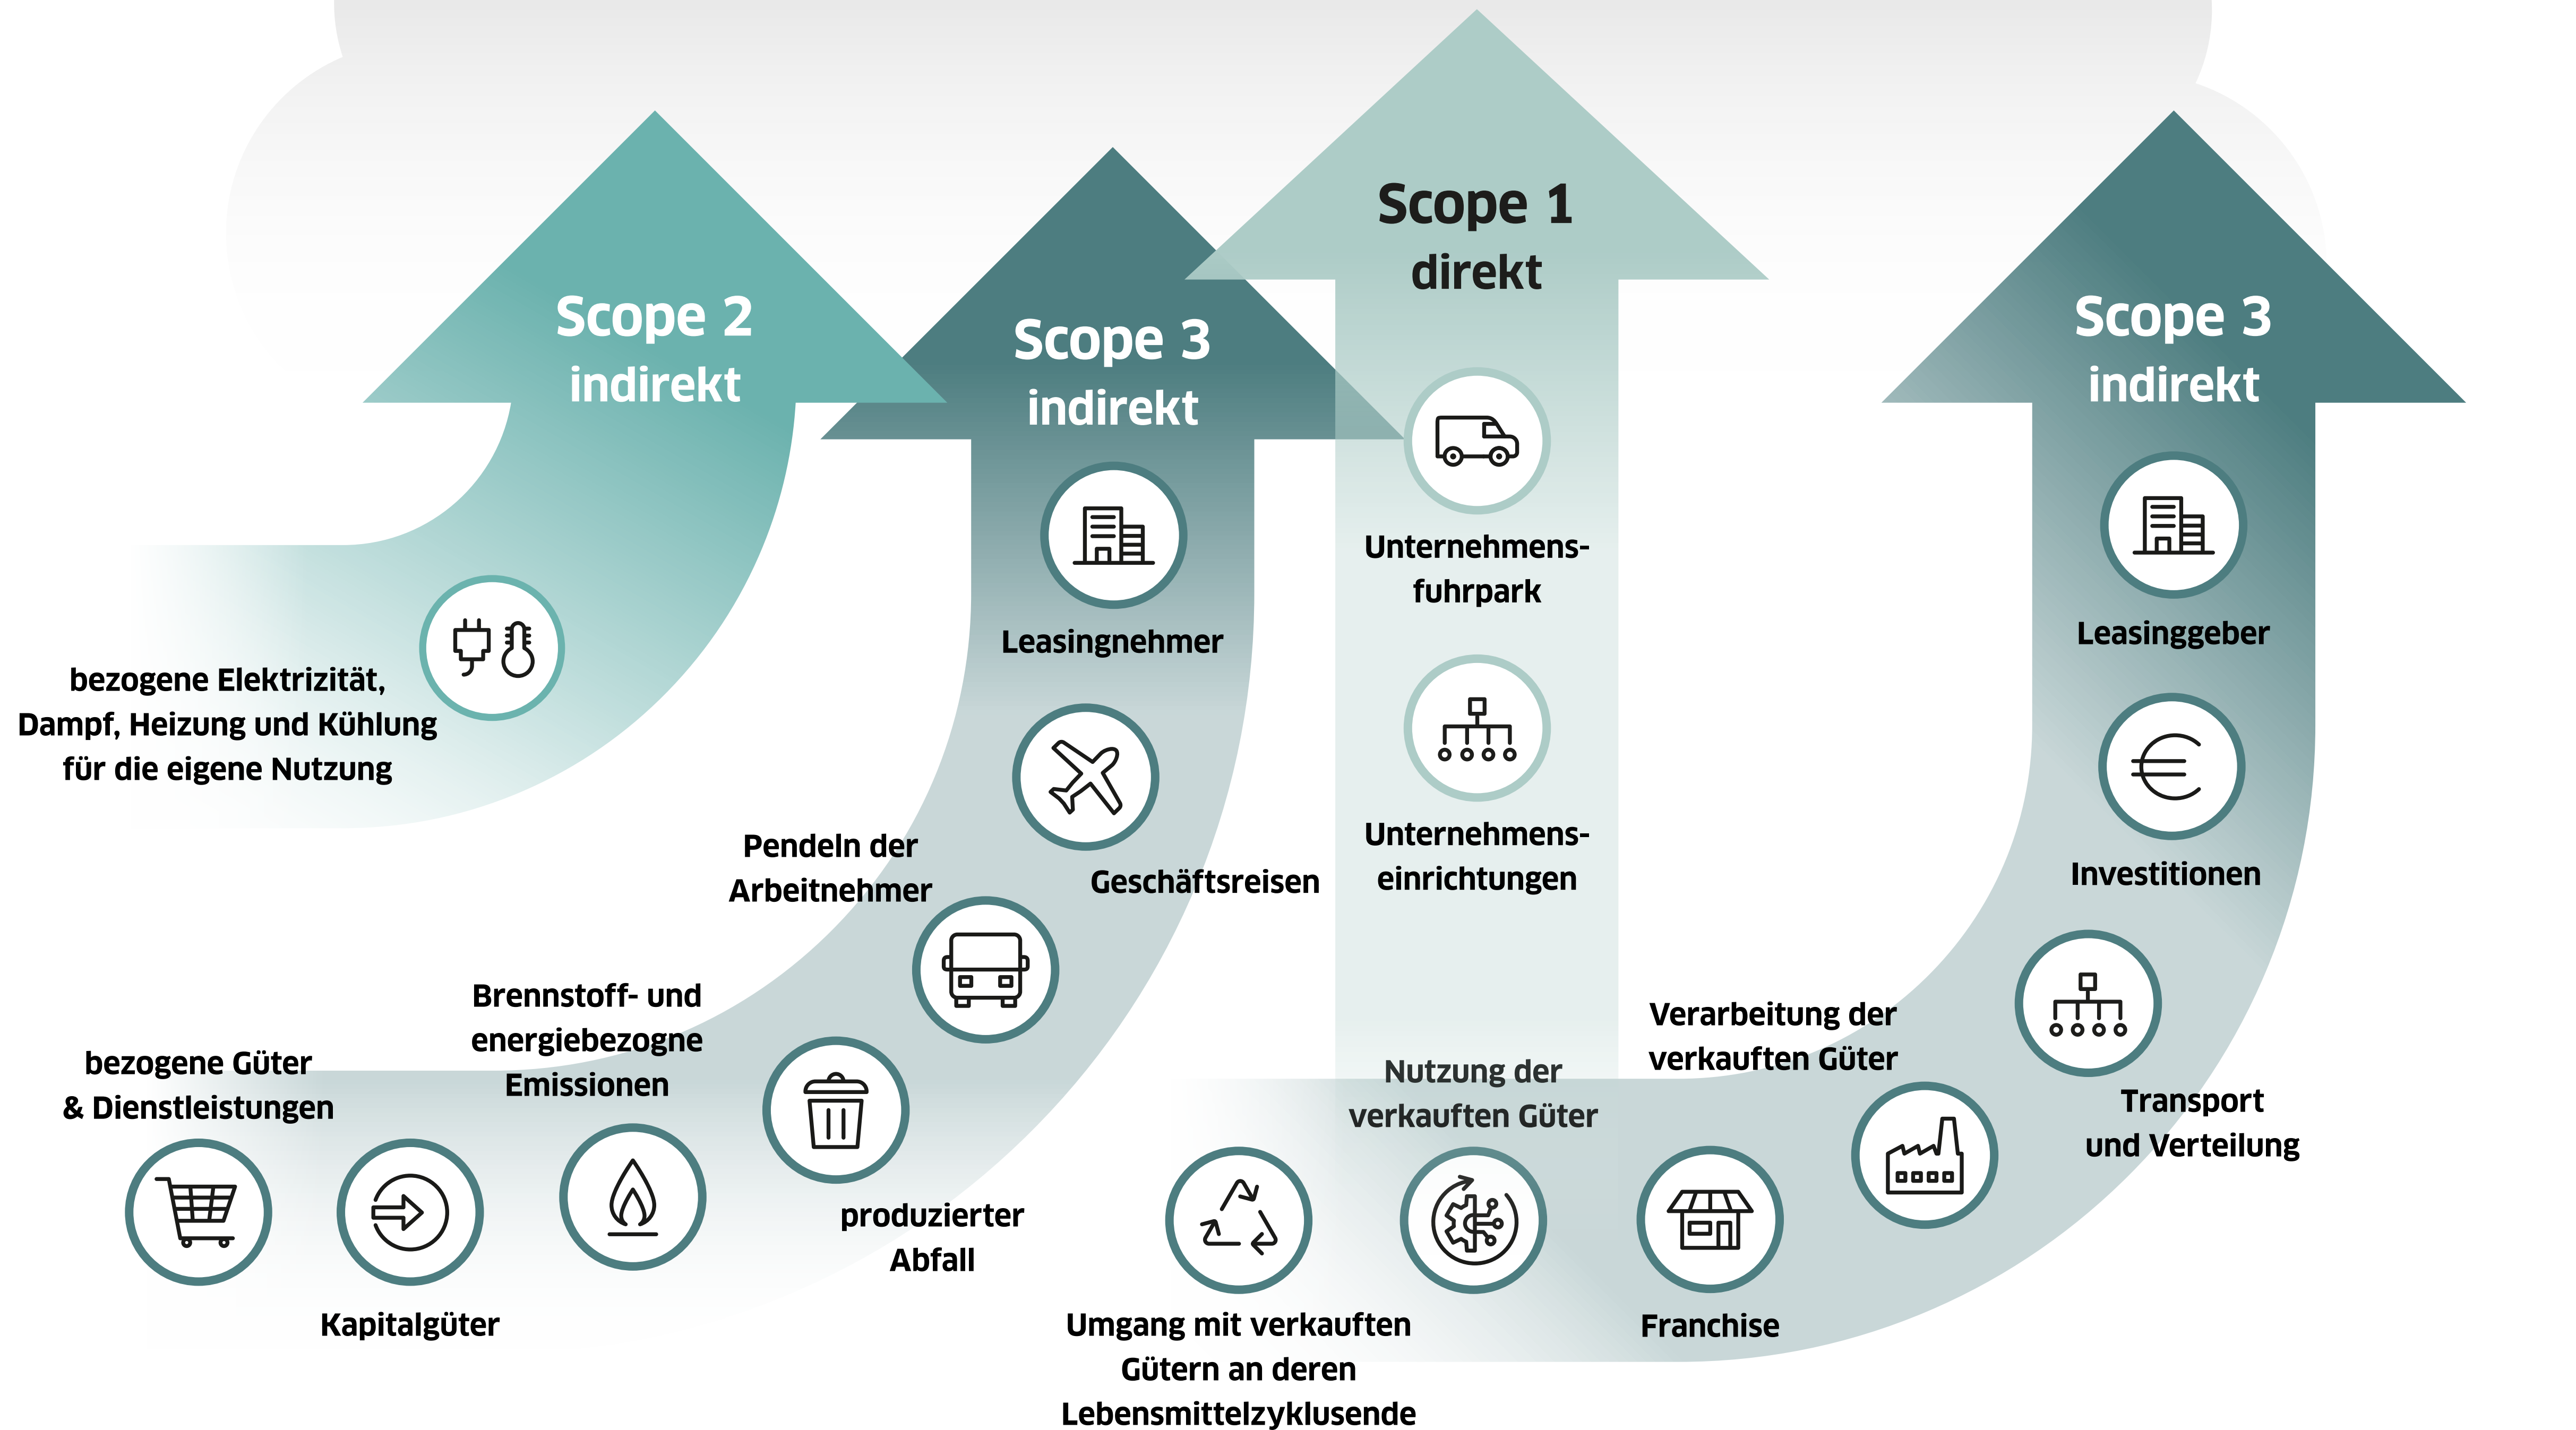 Scope 2
indirekt
bezogene Elektrizität,
Dampf, Heizung und Kühlung
für die eigene Nutzung
Scope 3
indirekt
Leasingnehmer
Geschäftsreisen
Pendeln der
Arbeitnehmer
Brennstoff- und
energiebezogne
Emissionen
bezogene Güter
& Dienstleistungen
Kapitalgüter
produzierter
Abfall
Scope 1
direkt
Unternehmens-
fuhrpark
Unternehmens-
einrichtungen
Scope 3
indirekt
Leasinggeber
Investitionen
Transport
und Verteilung
Verarbeitung der
verkauften Güter
Nutzung der
verkauften Güter
Franchise
Umgang mit verkauften
Gütern an deren
Lebensmittelzyklusende